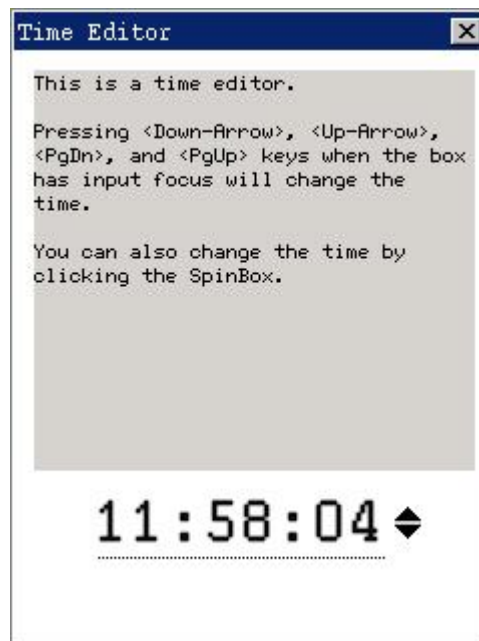 Time Editor
This is a time editor.
Pressing <Down-Arrow>, <Up-Arrow>,
<PgDn>, and <PgUp> keys when the box
has input focus will change the
time.
You can also change the time by
clicking the SpinBox.
11:58:04